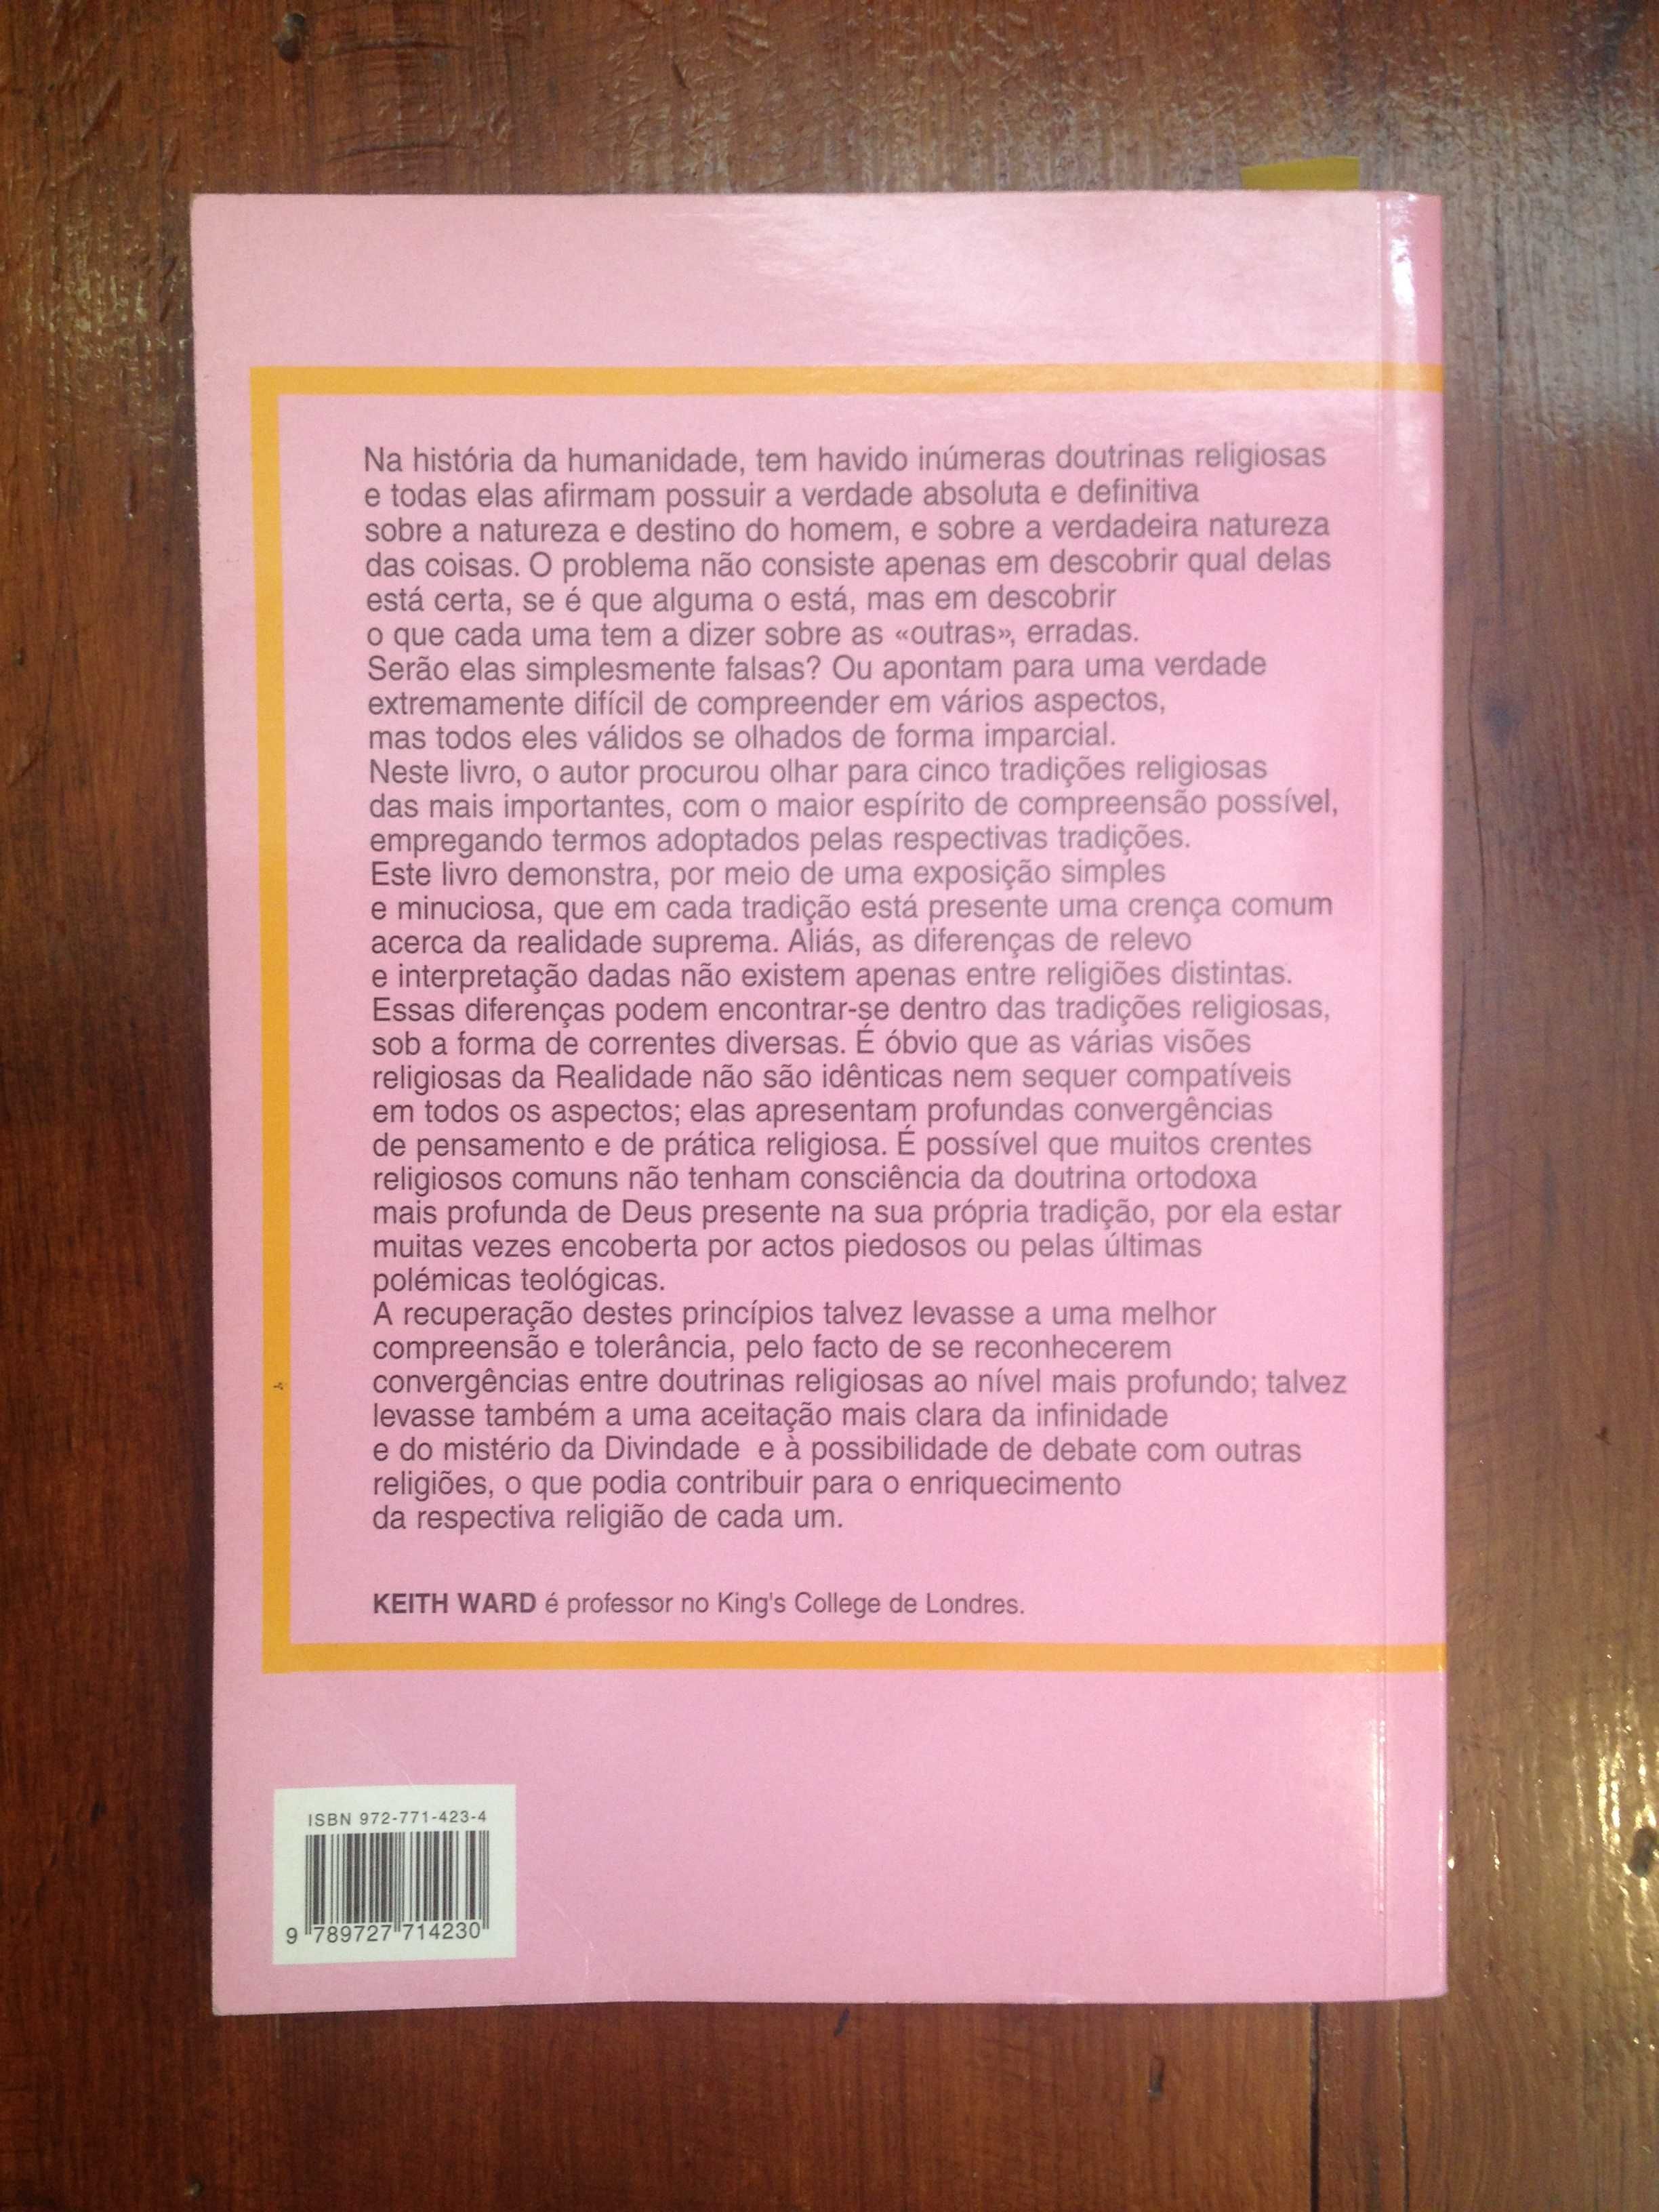 Na história da humanidade, tem havido inúmeras doutrinas religiosas
e todas elas afirmam possuir a verdade absoluta e definitiva
sobre a natureza e destino do homem, e sobre a verdadeira natureza
das coisas. O problema não consiste apenas em descobrir qual delas
está certa, se é que alguma o está, mas em descobrir
o que cada uma tem a dizer sobre as «outras», erradas.
Serão elas simplesmente falsas? Ou apontam para uma verdade
extremamente difícil de compreender em vários aspectos,
mas todos eles válidos se olhados de forma imparcial.
Neste livro, o autor procurou olhar para cinco tradições religiosas
das mais importantes, com o maior espírito de compreensão possível,
empregando termos adoptados pelas respectivas tradições.
Este livro demonstra, por meio de uma exposição simples
e minuciosa, que em cada tradição está presente uma crença comum
acerca da realidade suprema. Aliás, as diferenças de relevo
e interpretação dadas não existem apenas entre religiões distintas.
Essas diferenças podem encontrar-se dentro das tradições religiosas,
sob a forma de correntes diversas. É óbvio que as várias visões
religiosas da Realidade não são idênticas nem sequer compatíveis
em todos os aspectos; elas apresentam profundas convergências
de pensamento e de prática religiosa. É possível que muitos crentes
religiosos comuns não tenham consciência da doutrina ortodoxa
mais profunda de Deus presente na sua própria tradição, por ela estar
muitas vezes encoberta por actos piedosos ou pelas últimas
polémicas teológicas.
A recuperação destes princípios talvez levasse a uma melhor
compreensão e tolerância, pelo facto de se reconhecerem
convergências entre doutrinas religiosas ao nível mais profundo; talvez
levasse também a uma aceitação mais clara da infinidade
e do mistério da Divindade e à possibilidade de debate com outras
religiões, o que podia contribuir para o enriquecimento
da respectiva religião de cada um.
KEITH WARD é professor no King's College de Londres.
ISBN 972-771-423-4
9 789727 714230